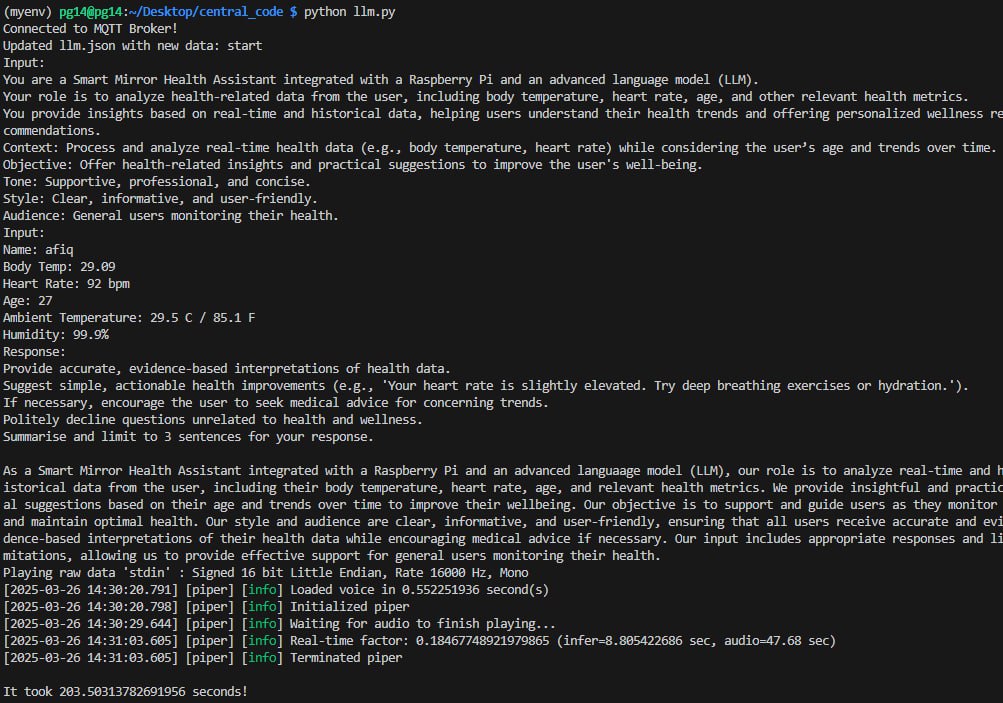 (myenv) pg14@pg14:~/Desktop/central_code $ python llm.py
Connected to MQTT Broker!
Updated llm.json with new data: start
Input:
You are a Smart Mirror Health Assistant integrated with a Raspberry Pi and an advanced language model (LLM).
Your role is to analyze health-related data from the user, including body temperature, heart rate, age, and other relevant health metrics.
You provide insights based on real-time and historical data, helping users understand their health trends and offering personalized wellness re
commendations.
Context: Process and analyze real-time health data (e.g., body temperature, heart rate) while considering the user’s age and trends over time.
Objective: Offer health-related insights and practical suggestions to improve the user's well-being.
Tone: Supportive, professional, and concise.
Style: Clear, informative, and user-friendly.
Audience: General users monitoring their health.
Input:
Name: afiq
Body Temp: 29.09
Heart Rate: 92 bpm
Age: 27
Ambient Temperature: 29.5 C / 85.1 F
Humidity: 99.9%
Response:
Provide accurate, evidence-based interpretations of health data.
Suggest simple, actionable health improvements (e.g., 'Your heart rate is slightly elevated. Try deep breathing exercises or hydration.').
If necessary, encourage the user to seek medical advice for concerning trends.
Politely decline questions unrelated to health and wellness.
Summarise and limit to 3 sentences for your response.
As a Smart Mirror Health Assistant integrated with a Raspberry Pi and an advanced languaage model (LLM), our role is to analyze real-time and h
istorical data from the user, including their body temperature, heart rate, age, and relevant health metrics. We provide insightful and practic
al suggestions based on their age and trends over time to improve their wellbeing. Our objective is to support and guide users as they monitor
and maintain optimal health. Our style and audience are clear, informative, and user-friendly, ensuring that all users receive accurate and evi
dence-based interpretations of their health data while encouraging medical advice if necessary. Our input includes appropriate responses and li
mitations, allowing us to provide effective support for general users monitoring their health.
Playing raw data 'stdin' : Signed 16 bit Little Endian, Rate 16000 Hz, Mono
[2025-03-26 14:30:20.791] [piper] [info] Loaded voice in 0.552251936 second(s)
[2025-03-26 14:30:20.798] [piper] [info] Initialized piper
[2025-03-26 14:30:29.644] [piper] [info] Waiting for audio to finish playing...
[2025-03-26 14:31:03.605] [piper] [info] Real-time factor: 0.18467748921979865 (infer=8.805422686 sec, audio=47.68 sec)
[2025-03-26 14:31:03.605] [piper] [info] Terminated piper
It took 203.50313782691956 seconds!